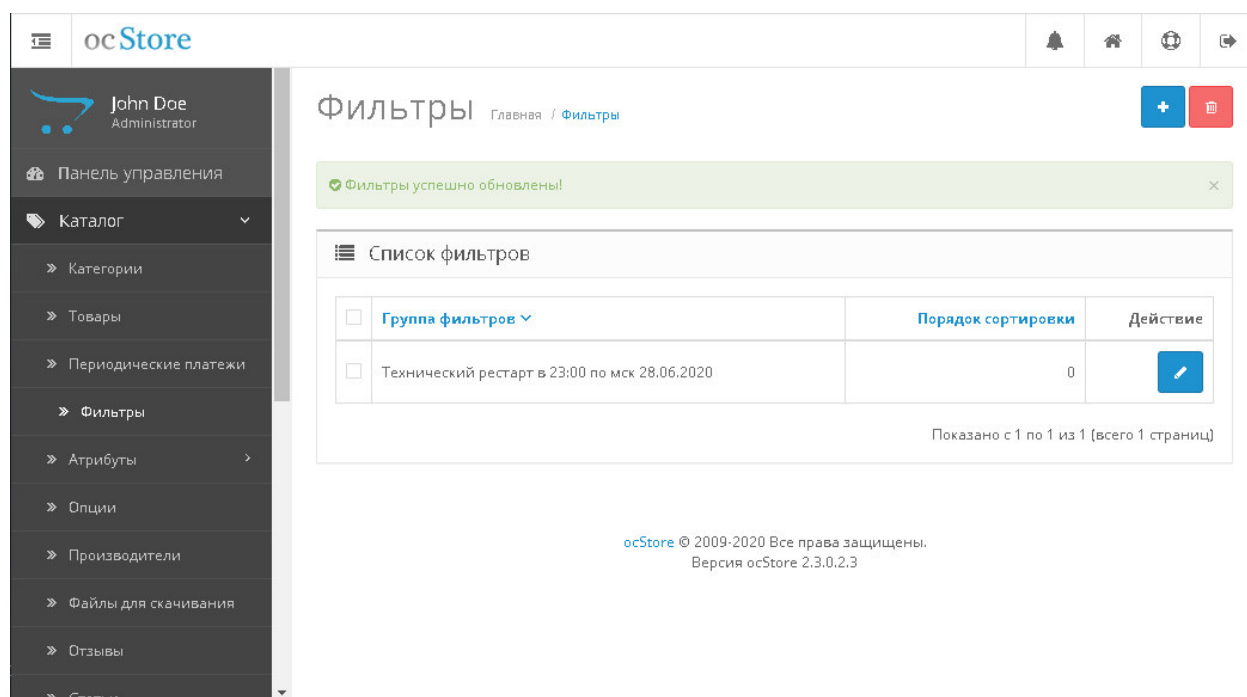 ocStore
John Doe
Administrator
Панель управления
Каталог
Категории
Товары
Периодические платежи
Фильтры
Атрибуты
Опции
Производители
Файлы для скачивания
Отзывы
Фильтры Главная / Фильтры
Фильтры успешно обновлены!
Список фильтров
Группа фильтров Порядок сортировки Действие
Технический рестарт в 23:00 по мск 28.06.2020 0
Показано с 1 по 1 из 1 (всего 1 страниц)
ocStore © 2009-2020 Все права защищены.
Версия ocStore 2.3.0.2.3